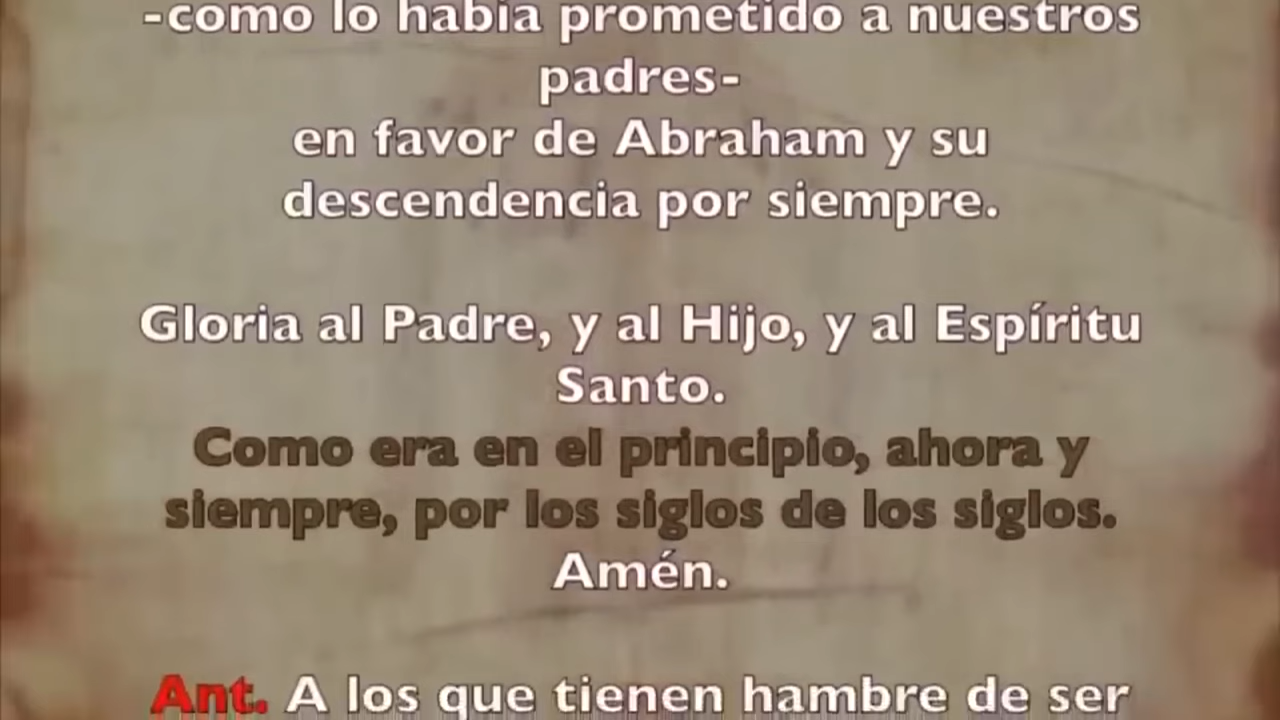 -como lo había prometido a nuestros
padres-
en favor de Abraham y su
descendencia por siempre.
Gloria al Padre, y al Hijo, y al Espíritu
Santo.
Como era en el principio, ahora y
siempre, por los siglos de los siglos.
Amén.
Ant. A los que tienen hambre de ser